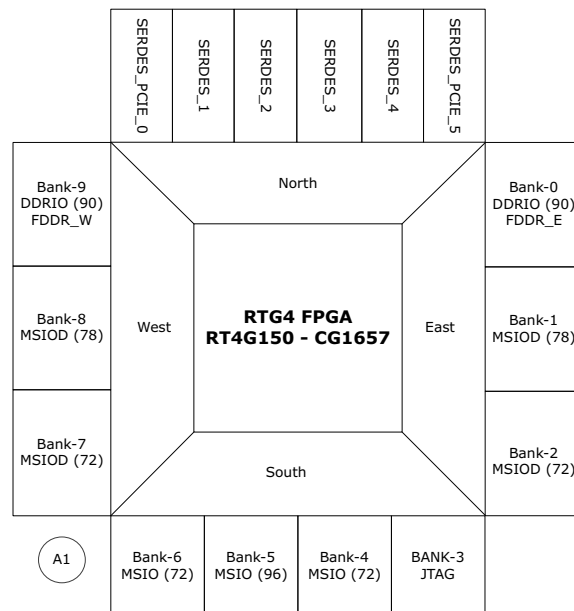 SERDES_PCIE_0
SERDES_1
SERDES_2
SERDES_3
SERDES_4
SERDES_PCIE_5
Bank-9
DDRIO (90)
FDDR_W
North
Bank-0
DDRIO (90)
FDDR_E
Bank-8
MSIOD (78)
West
RTG4 FPGA
RT4G150 - CG1657
East
Bank-1
MSIOD (78)
Bank-7
MSIOD (72)
Bank-2
MSIOD (72)
South
A1
Bank-6
MSIO (72)
Bank-5
MSIO (96)
Bank-4
MSIO (72)
BANK-3
JTAG